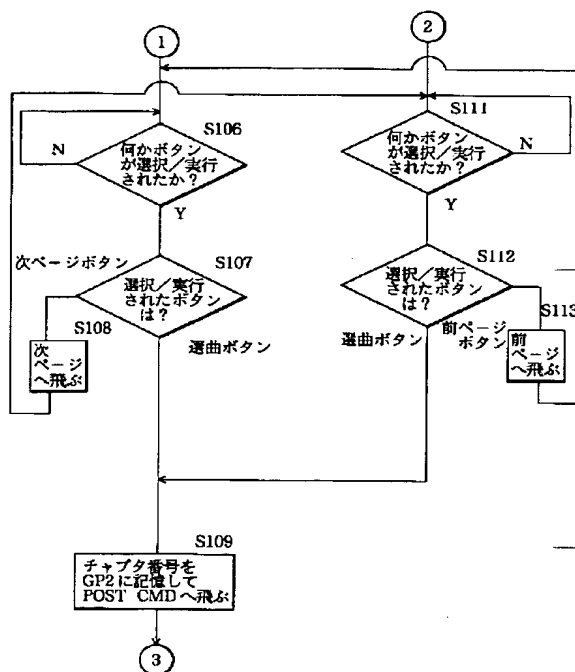 1
2
S106
何かボタン
が選択／実行
されたか？
N
Y
S111
何かボタン
が選択／実行
されたか？
N
Y
次ページボタン
S107
選択／実行
されたボタン
は？
S108
次
ページ
へ飛ぶ
選曲ボタン
S112
選択／実行
されたボタン
は？
選曲ボタン
前ページ
ボタン
S113
前
ページ
へ飛ぶ
S109
チャプタ番号を
GP2に記憶して
POST CMDへ飛ぶ
3